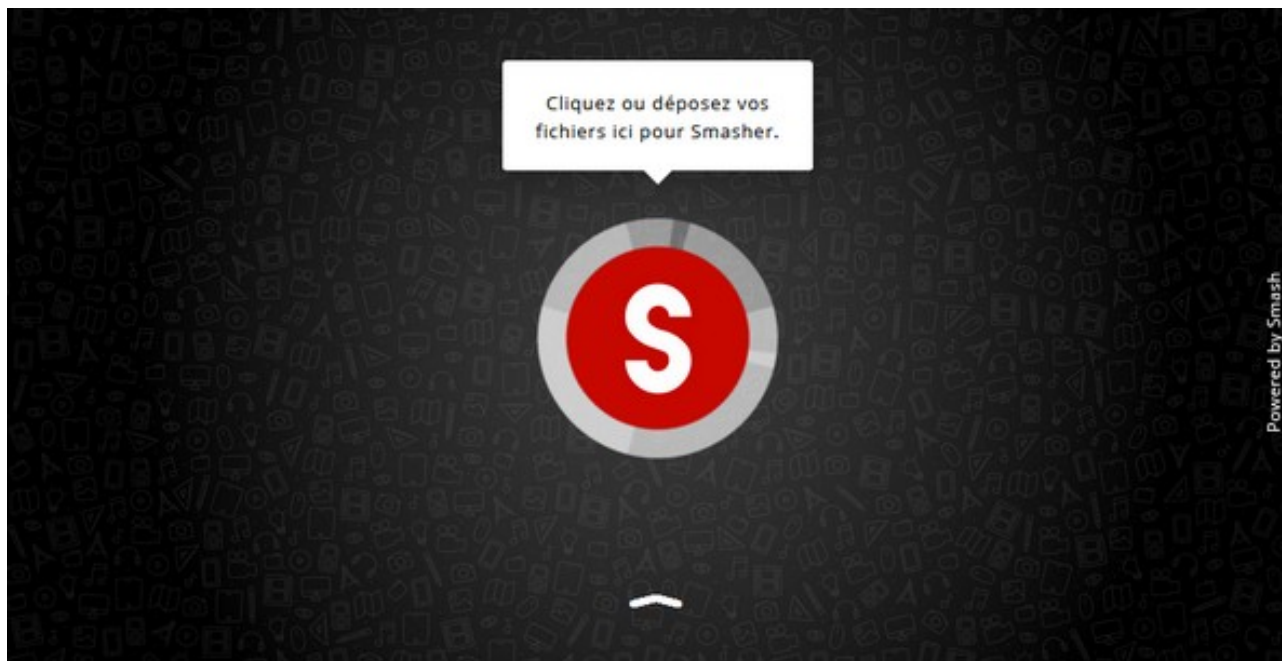 Cliquez ou déposez vos
fichiers ici pour Smasher.
S
Powered by Smash